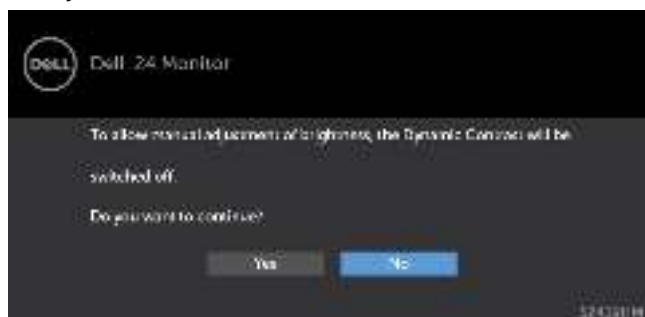 DELL Dell 24 Monitor
To allow manual adjustment of brightness, the Dynamic Contrast will be
switched off.
Do you want to continue?
Yes No